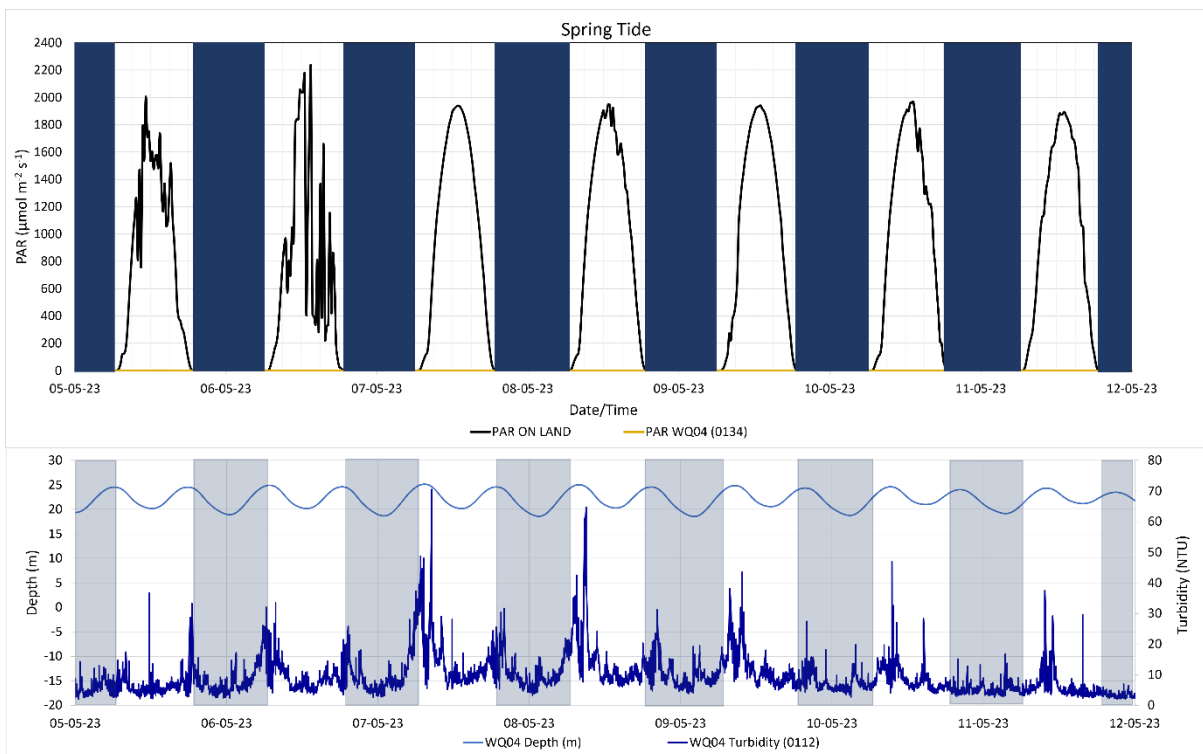 Spring Tide
2400
2200
2000
1800
1600
1400
1200
1000
800
600
400
200
0
PAR (µmol m⁻² s⁻¹)
05-05-23 06-05-23 07-05-23 08-05-23 09-05-23 10-05-23 11-05-23 12-05-23
Date/Time
PAR ON LAND PAR WQ04 (0134)
30 80
25 70
20 60
15
10 50
5 40
0
-5 30
-10 20
-15 10
-20 0
Depth (m)
Turbidity (NTU)
05-05-23 06-05-23 07-05-23 08-05-23 09-05-23 10-05-23 11-05-23 12-05-23
WQ04 Depth (m) WQ04 Turbidity (0112)